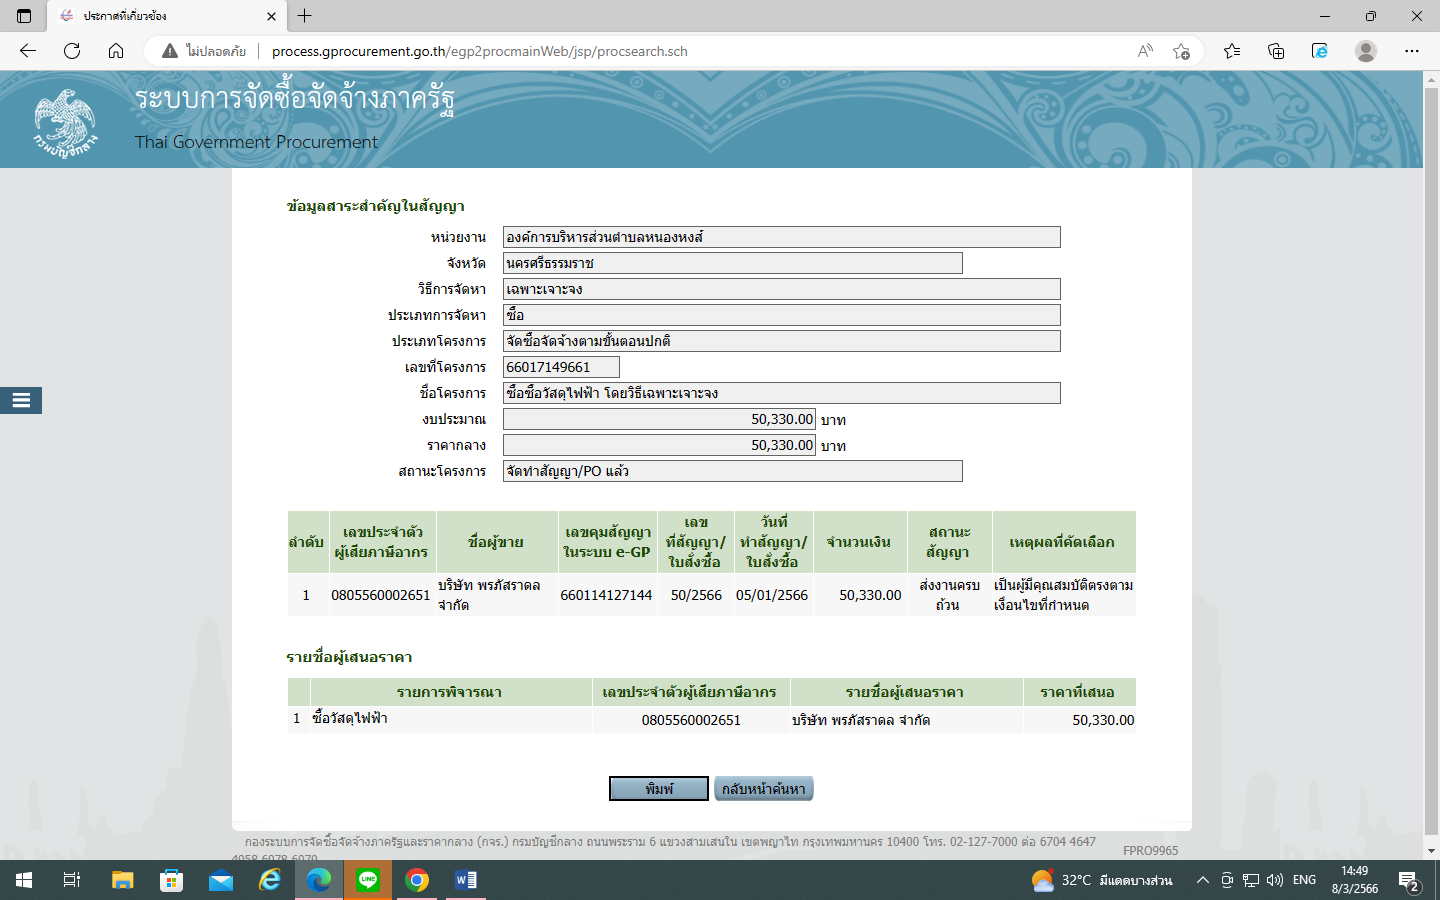 ประกาศที่เกี่ยวข้อง
ไม่ปลอดภัย
process.gprocurement.go.th/egp2procmainWeb/jsp/procsearch.sch
ระบบการจัดซื้อจัดจ้างภาครัฐ
Thai Government Procurement
กรมบัญชีกลาง
ข้อมูลสาระสำคัญในสัญญา
หน่วยงาน องค์การบริหารส่วนตำบลหนองหงส์
จังหวัด นครศรีธรรมราช
วิธีการจัดหา เฉพาะเจาะจง
ประเภทการจัดหา ซื้อ
ประเภทโครงการ จัดซื้อจัดจ้างตามขั้นตอนปกติ
เลขที่โครงการ 66017149661
ชื่อโครงการ ซื้อซื้อวัสดุไฟฟ้า โดยวิธีเฉพาะเจาะจง
งบประมาณ 50,330.00 บาท
ราคากลาง 50,330.00 บาท
สถานะโครงการ จัดทำสัญญา/PO แล้ว
ลำดับ เลขประจำตัวผู้เสียภาษีอากร ชื่อผู้ขาย เลขคุมสัญญาในระบบ e-GP เลขที่สัญญา/ใบสั่งซื้อ วันที่ทำสัญญา/ใบสั่งซื้อ จำนวนเงิน สถานะสัญญา เหตุผลที่คัดเลือก
1 0805560002651 บริษัท พรภัสราดล จำกัด 660114127144 50/2566 05/01/2566 50,330.00 ส่งงานครบถ้วน เป็นผู้มีคุณสมบัติตรงตามเงื่อนไขที่กำหนด
รายชื่อผู้เสนอราคา
รายการพิจารณา เลขประจำตัวผู้เสียภาษีอากร รายชื่อผู้เสนอราคา ราคาที่เสนอ
1 ซื้อวัสดุไฟฟ้า 0805560002651 บริษัท พรภัสราดล จำกัด 50,330.00
พิมพ์ กลับหน้าค้นหา
กองระบบการจัดซื้อจัดจ้างภาครัฐและราคากลาง (กจร.) กรมบัญชีกลาง ถนนพระราม 6 แขวงสามเสนใน เขตพญาไท กรุงเทพมหานคร 10400 โทร. 02-127-7000 ต่อ 6704 4647
4958 6978 6979
FPRO9965
32°C มีแดดบางส่วน
ENG
14:49
8/3/2566
2
LINE